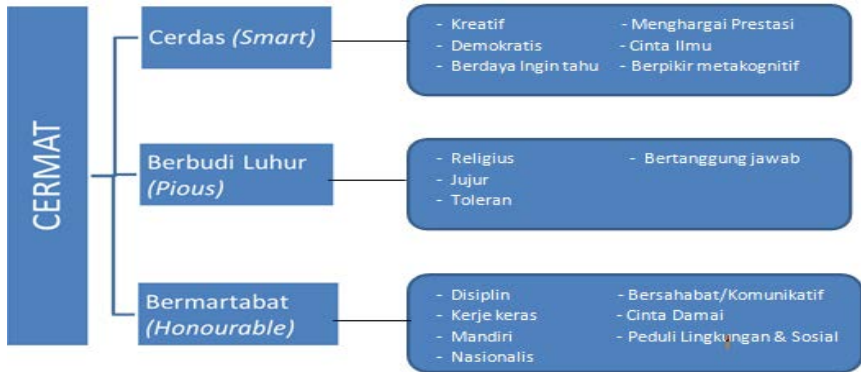 CERMAT
Cerdas (Smart)
- Kreatif
- Demokratis
- Berdaya Ingin tahu
- Menghargai Prestasi
- Cinta Ilmu
- Berpikir metakognitif
Berbudi Luhur
(Pious)
- Religius
- Jujur
- Toleran
- Bertanggung jawab
Bermartabat
(Honourable)
- Disiplin
- Kerje keras
- Mandiri
- Nasionalis
- Bersahabat/Komunikatif
- Cinta Damai
- Peduli Lingkungan & Sosial